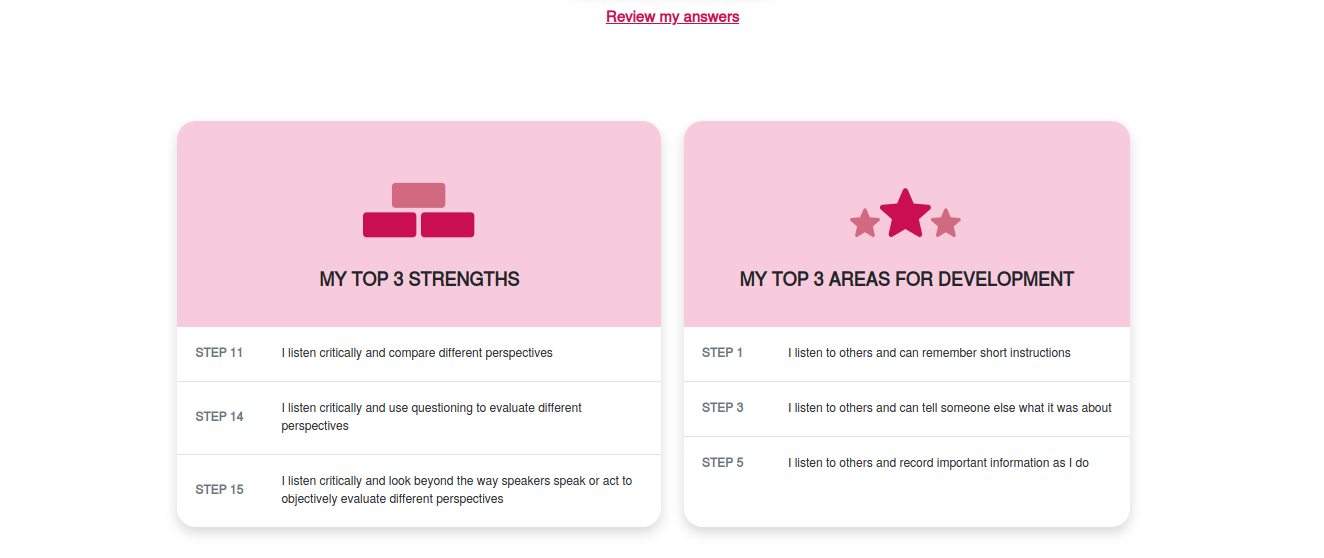 Review my answers
MY TOP 3 STRENGTHS
STEP 11 I listen critically and compare different perspectives
STEP 14 I listen critically and use questioning to evaluate different
perspectives
STEP 15 I listen critically and look beyond the way speakers speak or act to
objectively evaluate different perspectives
MY TOP 3 AREAS FOR DEVELOPMENT
STEP 1 I listen to others and can remember short instructions
STEP 3 I listen to others and can tell someone else what it was about
STEP 5 I listen to others and record important information as I do